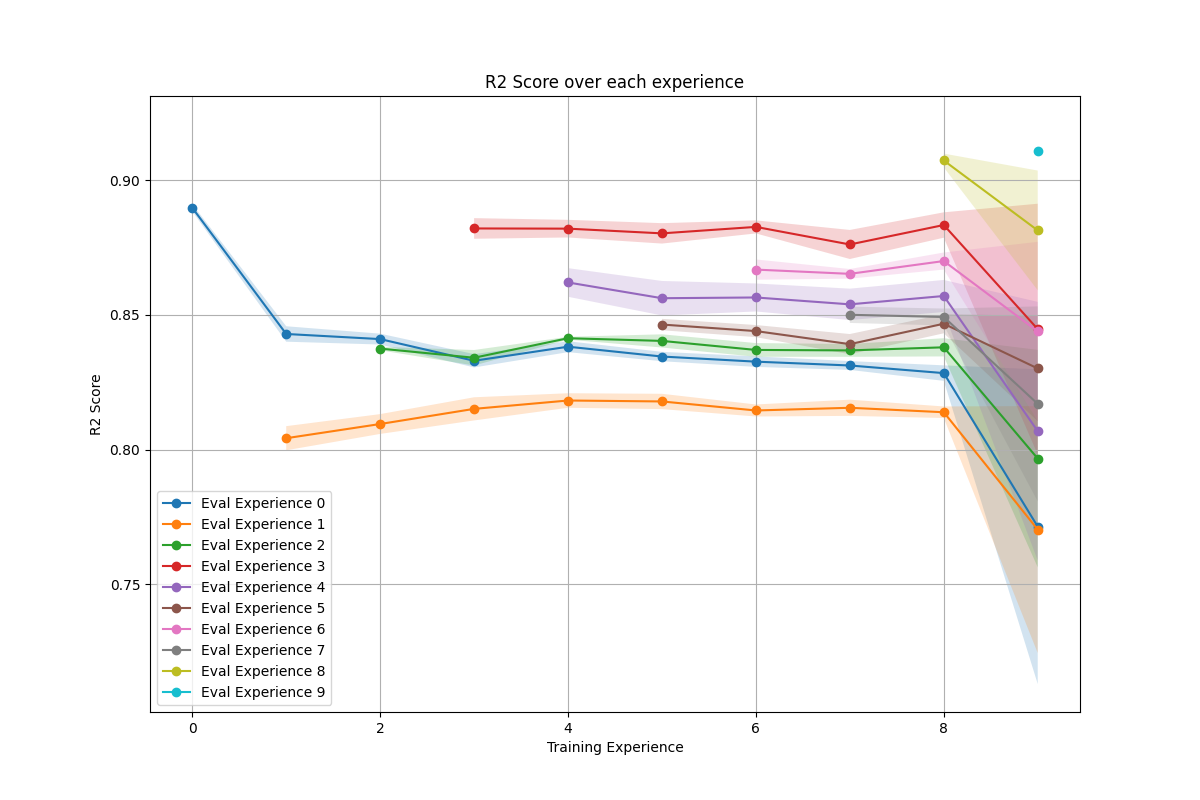 R2 Score over each experience
R2 Score
0.90
0.85
0.80
0.75
Eval Experience 0
Eval Experience 1
Eval Experience 2
Eval Experience 3
Eval Experience 4
Eval Experience 5
Eval Experience 6
Eval Experience 7
Eval Experience 8
Eval Experience 9
0 2 4 6 8
Training Experience